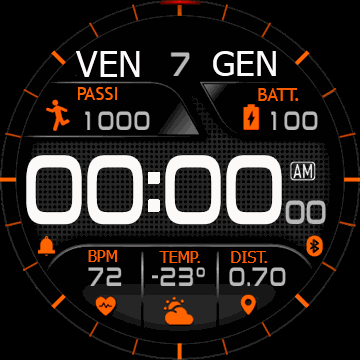 VEN 7 GEN
PASSI BATT.
1000 100
00:00 AM
00
BPM TEMP. DIST.
72 -23° 0.70